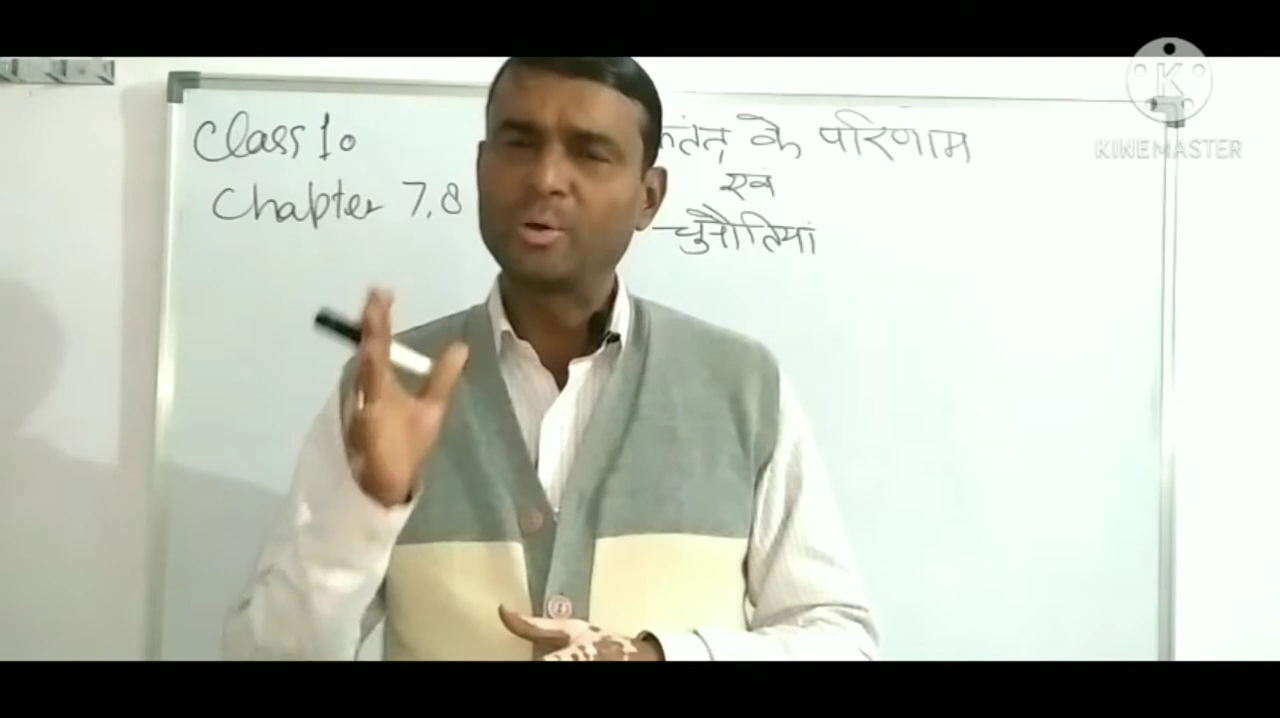 Class 10
Chapter 7,8
के परिणाम
एवं
चुनौतियां
K
KINEMASTER